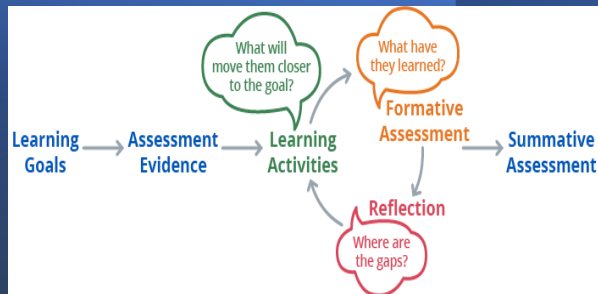 What will
move them closer
to the goal?
What have
they learned?
Learning
Goals
Assessment
Evidence
Learning
Activities
Formative
Assessment
Summative
Assessment
Reflection
Where are
the gaps?